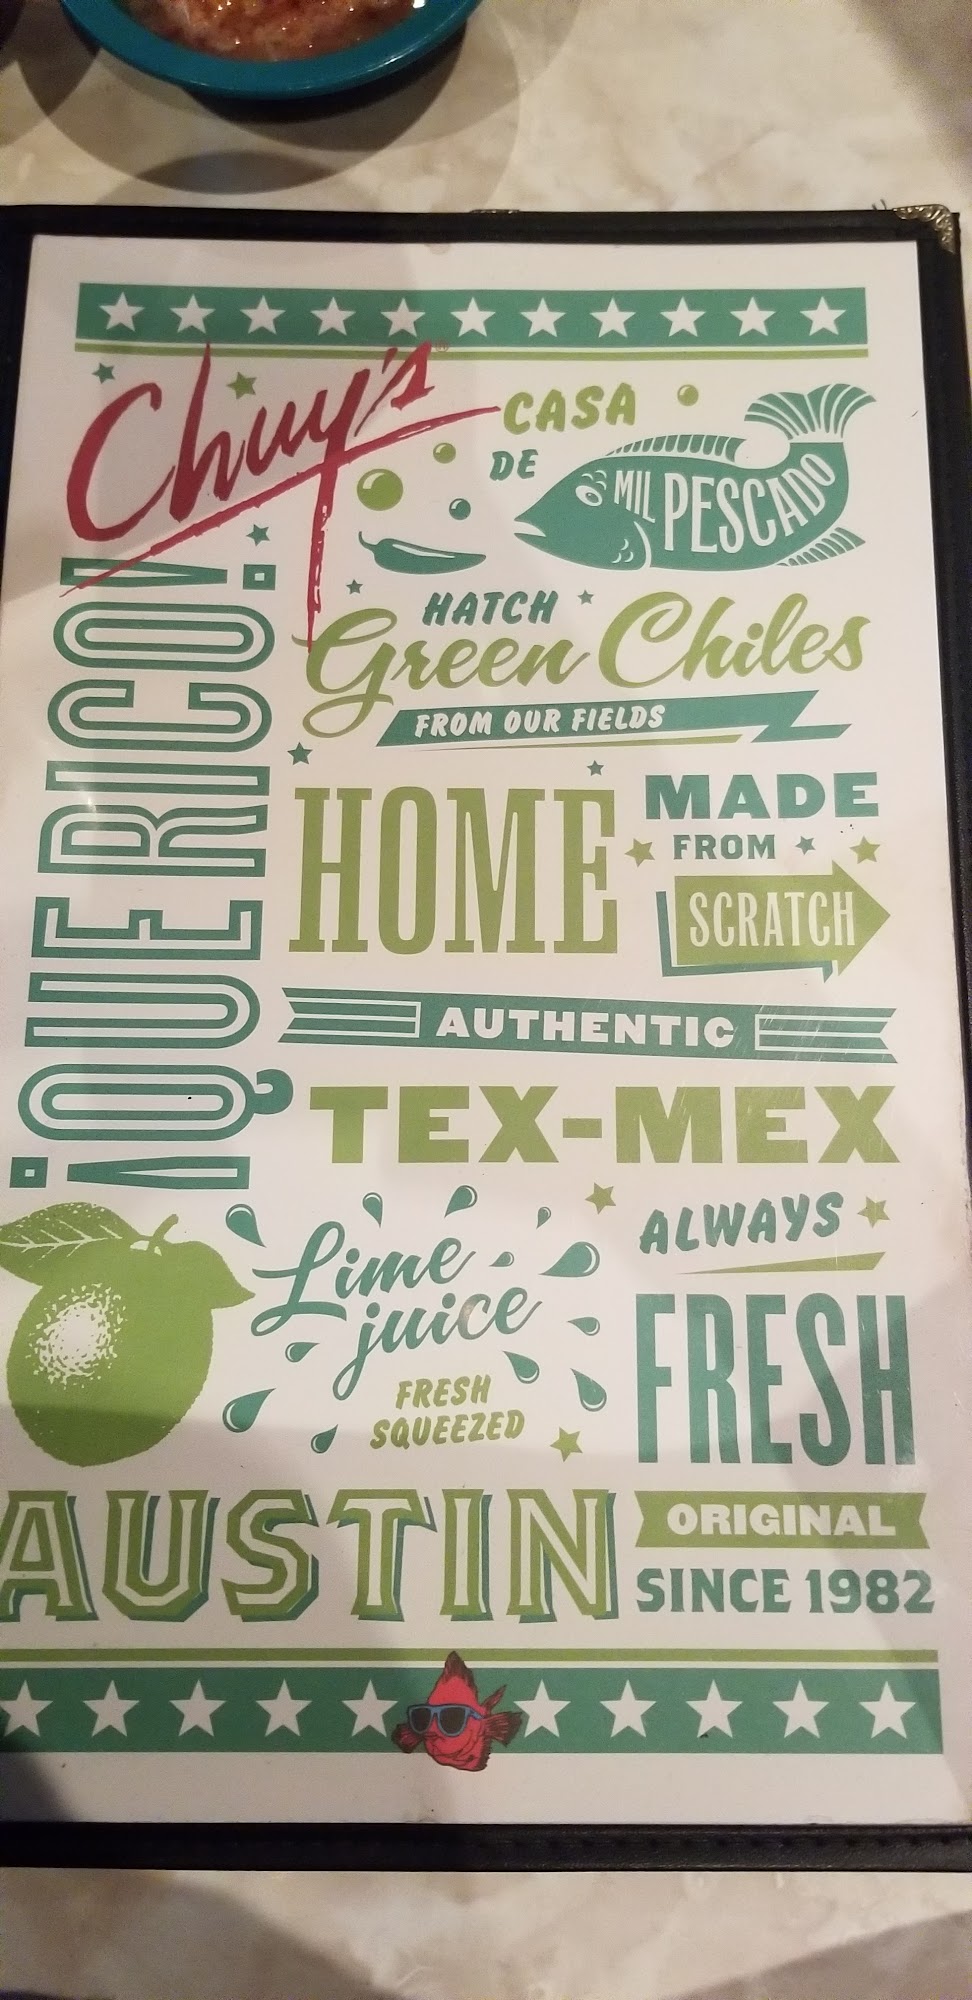 Chuy's®
CASA
DE
MIL PESCADO
¡QUE RICO!
HATCH
Green Chiles
FROM OUR FIELDS
HOME
MADE
FROM
SCRATCH
AUTHENTIC
TEX-MEX
Lime
juice
FRESH
SQUEEZED
ALWAYS
FRESH
AUSTIN
ORIGINAL
SINCE 1982